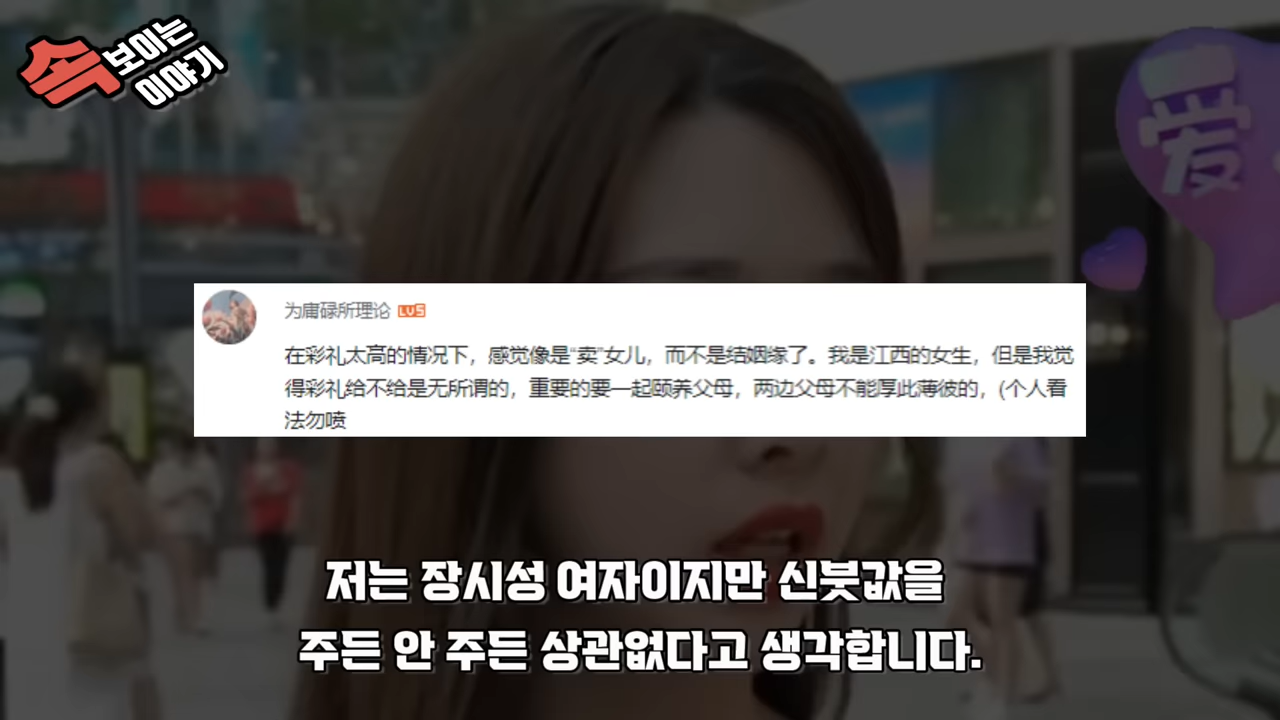 속보이는
이야기
爱
为庸碌所理论 LV5
在彩礼太高的情况下，感觉像是“卖”女儿，而不是结姻缘了。我是江西的女生，但是我觉
得彩礼给不给是无所谓的，重要的要一起颐养父母，两边父母不能厚此薄彼的，(个人看
法勿喷
저는 장시성 여자이지만 신붓값을
주든 안 주든 상관없다고 생각합니다.